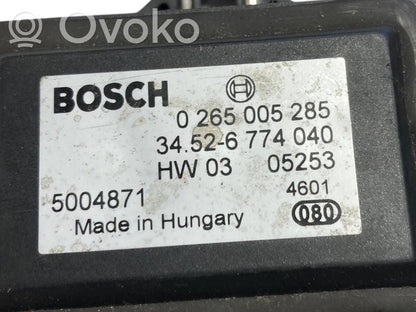 Ovoko
BOSCH
0 265 005 285
34.52-6 774 040
HW 03 05253
5004871 4601
Made in Hungary 080